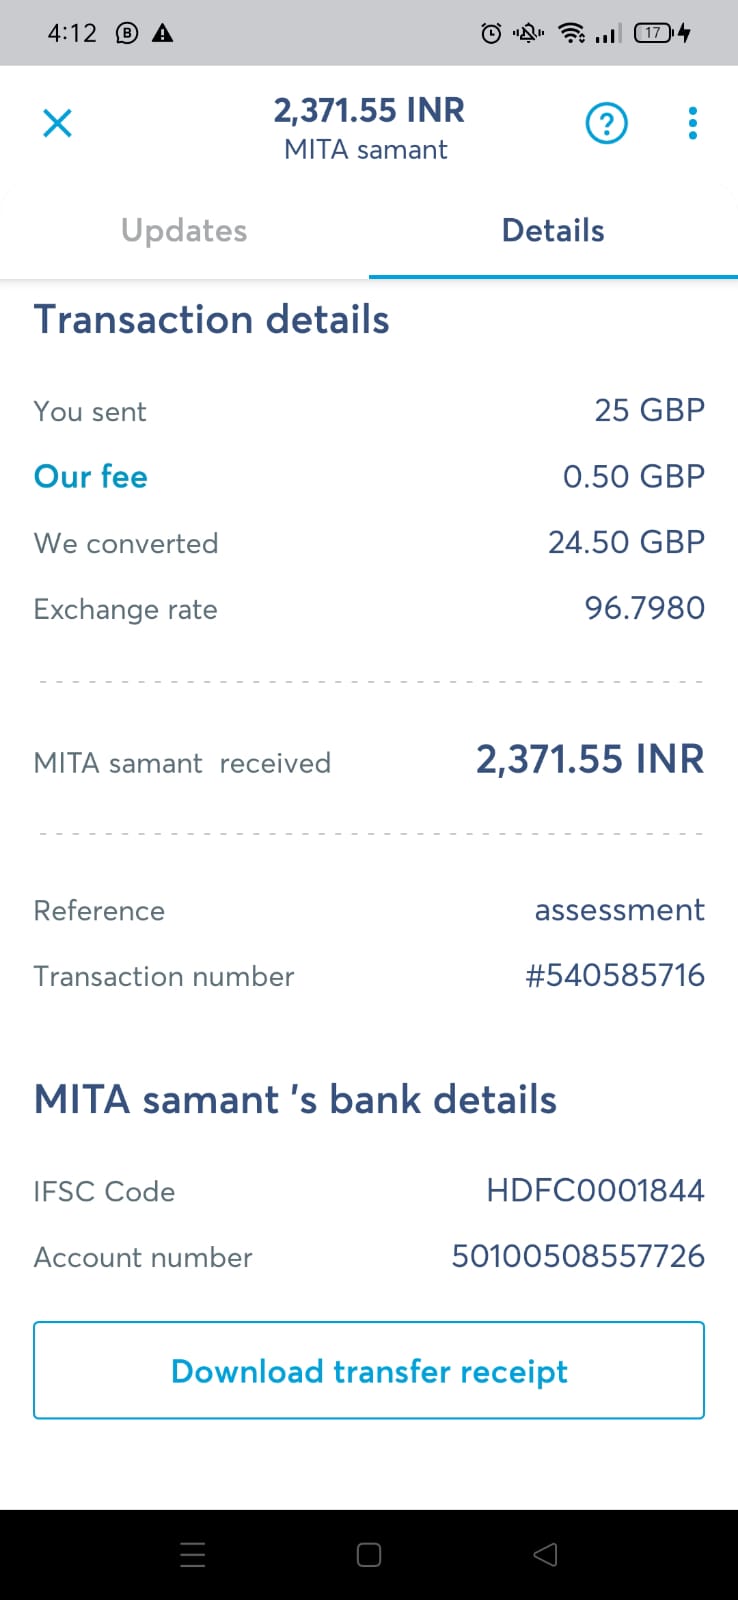 4:12
17
2,371.55 INR
MITA samant
?
Updates Details
Transaction details
You sent 25 GBP
Our fee 0.50 GBP
We converted 24.50 GBP
Exchange rate 96.7980
MITA samant received 2,371.55 INR
Reference assessment
Transaction number #540585716
MITA samant 's bank details
IFSC Code HDFC0001844
Account number 50100508557726
Download transfer receipt